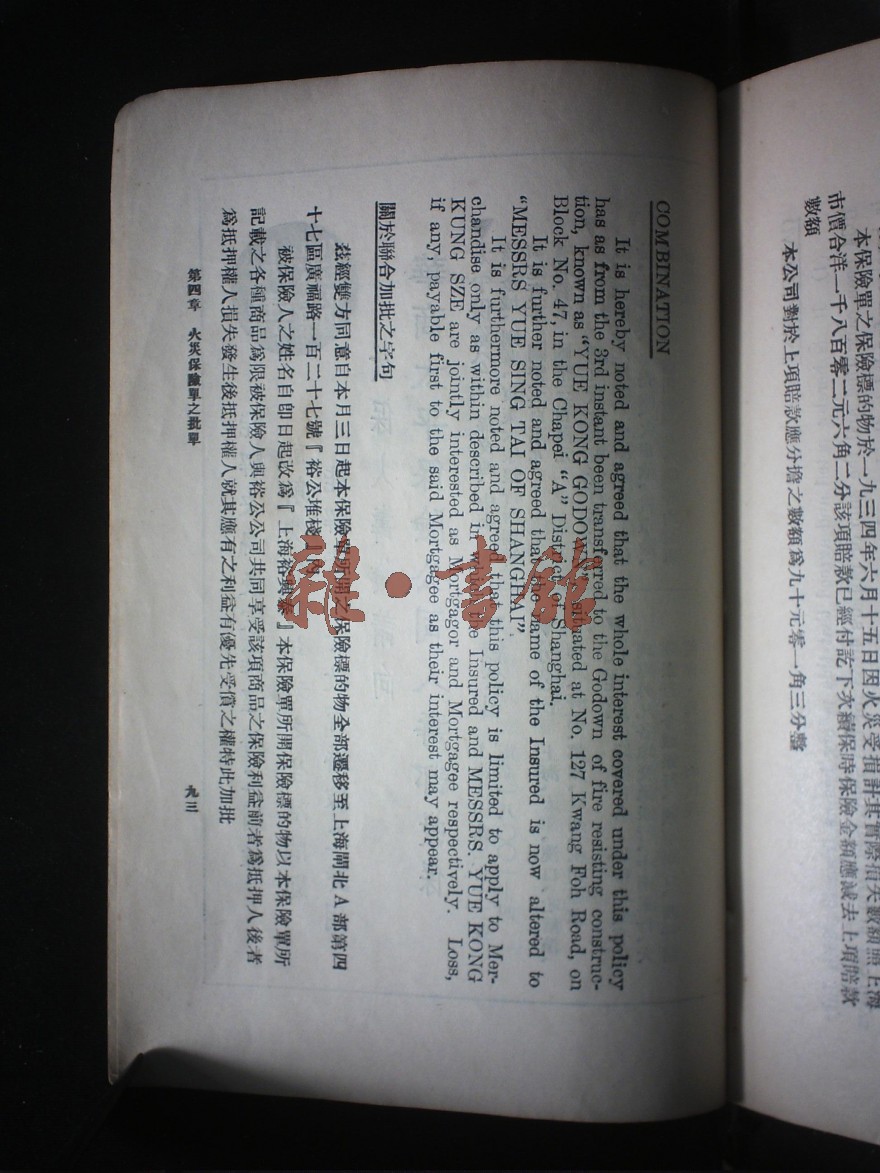 本保險單之保險標的物於一九三四年六月十五日因火災受損計其實際損失數額照上海
市價合洋一千八百零二元六角二分該項賠款已經付訖下次續保時保險金額應減去上項賠款
數額
本公司對於上項賠款應分擔之數額爲九十元零一角三分整
COMBINATION
It is hereby noted and agreed that the whole interest covered under this policy
has as from the 3rd instant been transferred to the Godown of fire resisting construc-
tion, known as “YUE KONG GODOWN” situated at No. 127 Kwang Foh Road, on
Block No. 47, in the Chapei “A” District of Shanghai.
It is further noted and agreed that the name of the Insured is now altered to
“MESSRS YUE SING TAI OF SHANGHAI”.
It is furthermore noted and agreed that this policy is limited to apply to Mer-
chandise only as within described in which the Insured and MESSRS. YUE KONG
KUNG SZE are jointly interested as Mortgagor and Mortgagee respectively. Loss,
if any, payable first to the said Mortgagee as their interest may appear.
關於聯合加批之字句
茲經雙方同意自本月三日起本保險單所開之保險標的物全部遷移至上海閘北A部第四
十七區廣福路一百二十七號『裕公堆棧』內
被保險人之姓名自卽日起改爲『上海裕興泰』本保險單所開保險標的物以本保險單所
記載之各種商品爲限被保險人與裕公公司共同享受該項商品之保險利益前者爲抵押人後者
爲抵押權人損失發生後抵押權人就其應有之利益有優先受償之權特此加批
第四章 火災保險單之批單
九三
雜·書館